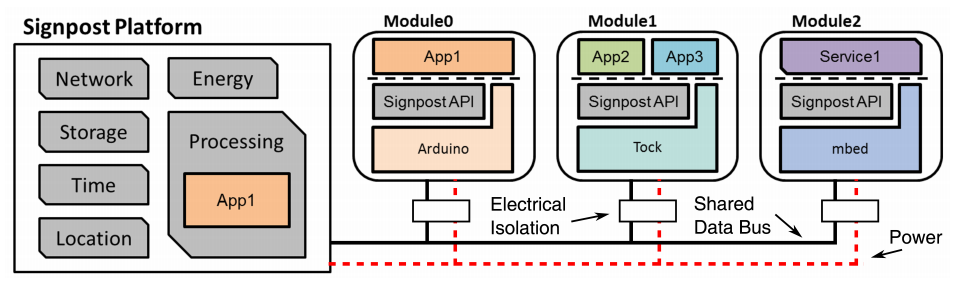 Signpost Platform
Network
Energy
Storage
Processing
Time
App1
Location
Module0
App1
Signpost API
Arduino
Module1
App2
App3
Signpost API
Tock
Module2
Service1
Signpost API
mbed
Electrical
Isolation
Shared
Data Bus
Power